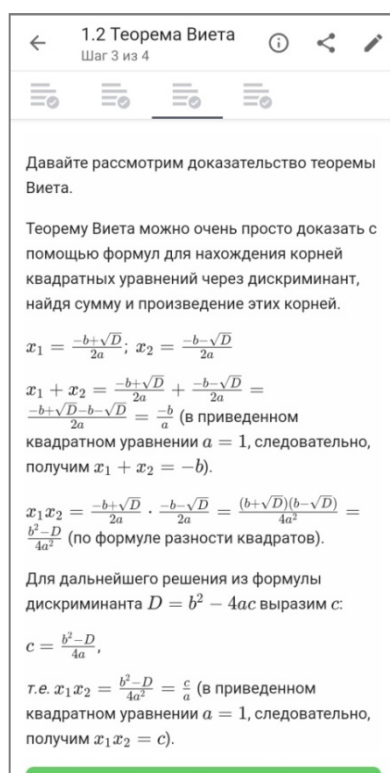 1.2 Теорема Виета
Шаг 3 из 4
Давайте рассмотрим доказательство теоремы
Виета.
Теорему Виета можно очень просто доказать с
помощью формул для нахождения корней
квадратных уравнений через дискриминант,
найдя сумму и произведение этих корней.
x₁ = (−b+√D)/(2a); x₂ = (−b−√D)/(2a)
x₁ + x₂ = (−b+√D)/(2a) + (−b−√D)/(2a) =
(−b+√D−b−√D)/(2a) = (−b)/a (в приведенном
квадратном уравнении a = 1, следовательно,
получим x₁ + x₂ = −b).
x₁x₂ = (−b+√D)/(2a) · (−b−√D)/(2a) = ((b+√D)(b−√D))/(4a²) =
(b²−D)/(4a²) (по формуле разности квадратов).
Для дальнейшего решения из формулы
дискриминанта D = b² − 4ac выразим c:
c = (b²−D)/(4a),
т.е. x₁x₂ = (b²−D)/(4a²) = c/a (в приведенном
квадратном уравнении a = 1, следовательно,
получим x₁x₂ = c).